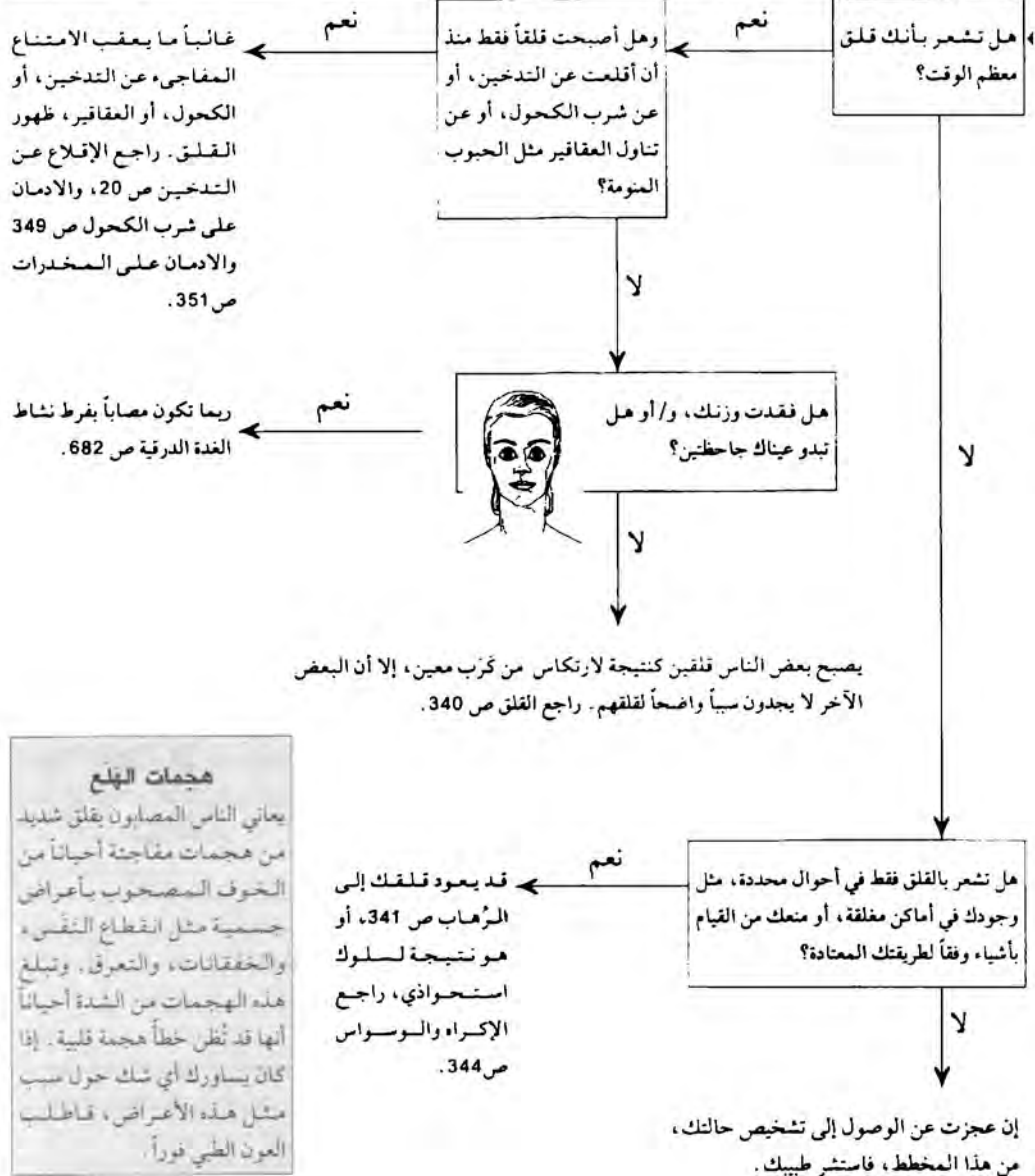 هل تشعر بأنك قلق
معظم الوقت؟
نعم
وهل أصبحت قلقاً فقط منذ
أن أقلعت عن التدخين، أو
عن شرب الكحول، أو عن
تناول العقاقير مثل الحبوب
المنومة؟
نعم
غالباً ما يعقب الامتناع
المفاجىء عن التدخين، أو
الكحول، أو العقاقير، ظهور
القلق. راجع الإقلاع عن
التدخين ص 20، والادمان
على شرب الكحول ص 349
والادمان على المخدرات
ص 351.
لا
هل فقدت وزنك، و/أو هل
تبدو عيناك جاحظتين؟
نعم
ربما تكون مصاباً بفرط نشاط
الغدة الدرقية ص 682.
لا
لا
يصبح بعض الناس قلقين كنتيجة لارتكاس من كَرْب معين، إلا أن البعض
الآخر لا يجدون سبباً واضحاً لقلقهم. راجع القلق ص 340.
هل تشعر بالقلق فقط في أحوال محددة، مثل
وجودك في أماكن مغلقة، أو منعك من القيام
بأشياء وفقاً لطريقتك المعتادة؟
نعم
قد يعود قلقك إلى
الرُهاب ص 341، أو
هو نتيجة لسلوك
استحواذي، راجع
الإكراه والوسواس
ص 344.
لا
إن عجزت عن الوصول إلى تشخيص حالتك،
من هذا المخطط، فاستشر طبيبك.
هجمات الهَلَع
يعاني الناس المصابون بقلق شديد
من هجمات مفاجئة أحياناً من
الخوف المصحوب بأعراض
جسمية مثل انقطاع النَفَس،
والخفقانات، والتعرق. وتبلغ
هذه الهجمات من الشدة أحياناً
أنها قد تُظن خطأً هجمة قلبية. إذا
كان يساورك أي شك حول سبب
مثل هذه الأعراض، فاطلب
العون الطبي فوراً.